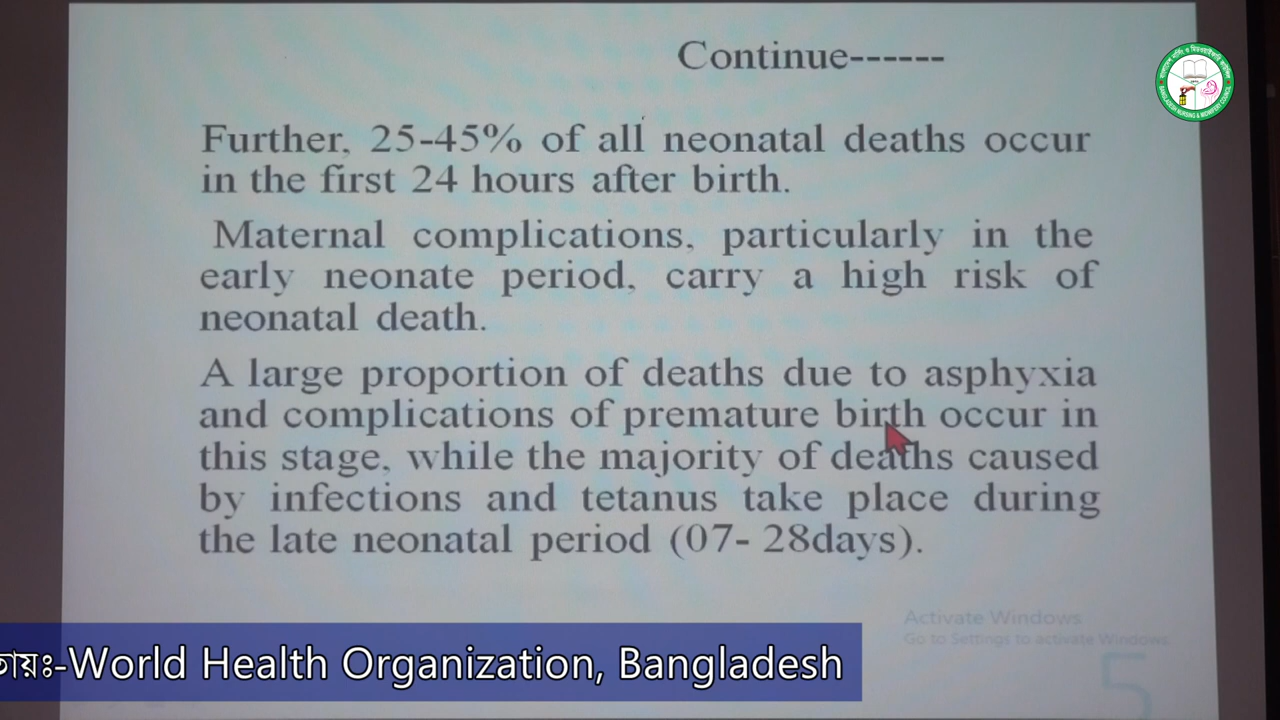 Continue------
Further, 25-45% of all neonatal deaths occur
in the first 24 hours after birth.
Maternal complications, particularly in the
early neonate period, carry a high risk of
neonatal death.
A large proportion of deaths due to asphyxia
and complications of premature birth occur in
this stage, while the majority of deaths caused
by infections and tetanus take place during
the late neonatal period (07- 28days).
Activate Windows
Go to Settings to activate Windows.
5
-World Health Organization, Bangladesh
BANGLADESH NURSING & MIDWIFERY COUNCIL